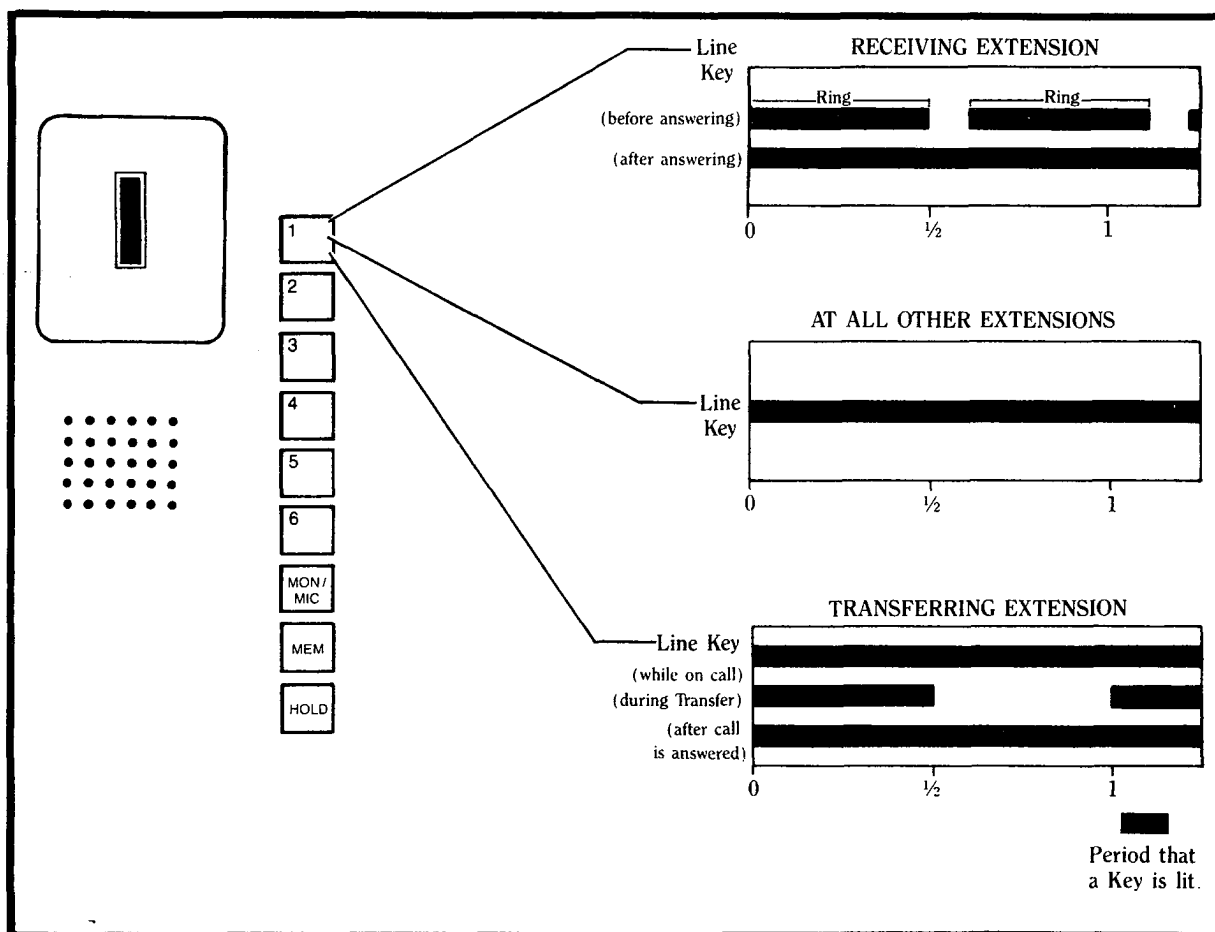 1
2
3
4
5
6
MON/
MIC
MEM
HOLD
RECEIVING EXTENSION
Line
Key
Ring Ring
(before answering)
(after answering)
0 ½ 1
AT ALL OTHER EXTENSIONS
Line
Key
0 ½ 1
TRANSFERRING EXTENSION
Line Key
(while on call)
(during Transfer)
(after call
is answered)
0 ½ 1
Period that
a Key is lit.